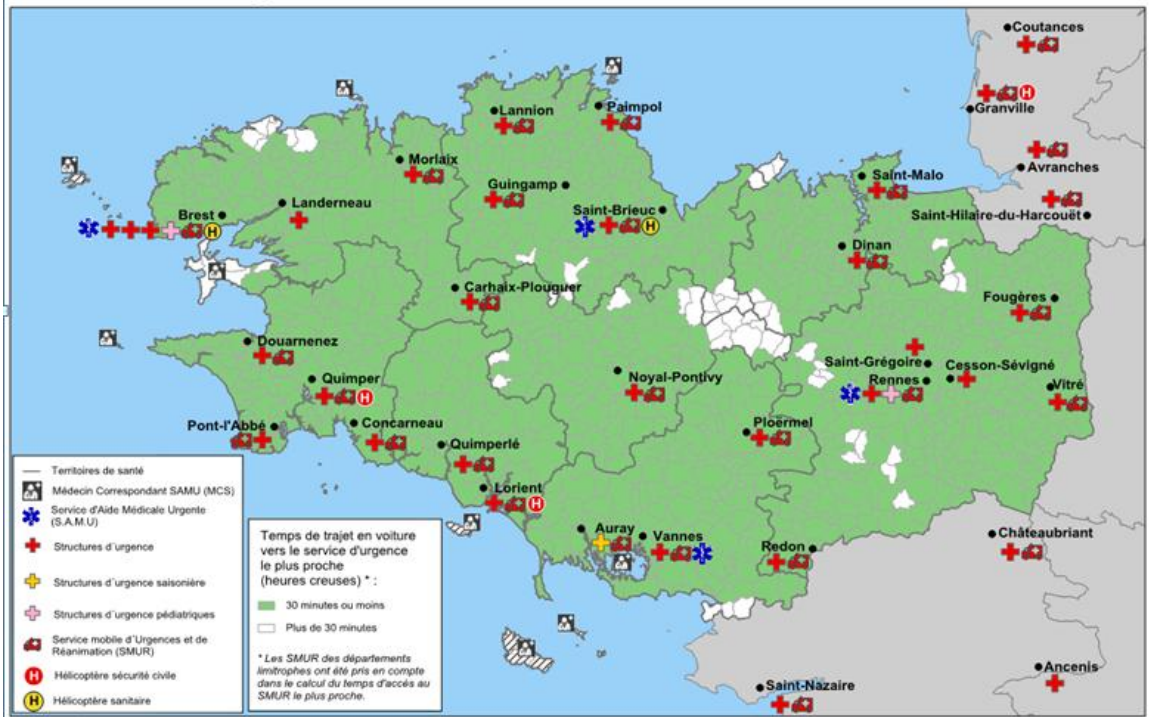 Coutances
H
Granville
Lannion
Paimpol
Avranches
Morlaix
Guingamp
Saint-Malo
Landerneau
Brest
H
Saint-Brieuc
H
Saint-Hilaire-du-Harcouët
Dinan
Carhaix-Plouguer
Fougères
Douarnenez
Saint-Grégoire
Cesson-Sévigné
Quimper
H
Noyal-Pontivy
Rennes
Vitré
Pont-l'Abbé
Concarneau
Ploërmel
Quimperlé
Lorient
H
Auray
Vannes
Redon
Châteaubriant
Ancenis
Saint-Nazaire
Territoires de santé
Médecin Correspondant SAMU (MCS)
Service d'Aide Médicale Urgente
(S.A.M.U)
Structures d´urgence
Structures d´urgence saisonière
Structures d´urgence pédiatriques
Service mobile d´Urgences et de
Réanimation (SMUR)
H Hélicoptère sécurité civile
H Hélicoptère sanitaire
Temps de trajet en voiture
vers le service d'urgence
le plus proche
(heures creuses) * :
30 minutes ou moins
Plus de 30 minutes
* Les SMUR des départements
limitrophes ont été pris en compte
dans le calcul du temps d'accés au
SMUR le plus proche.